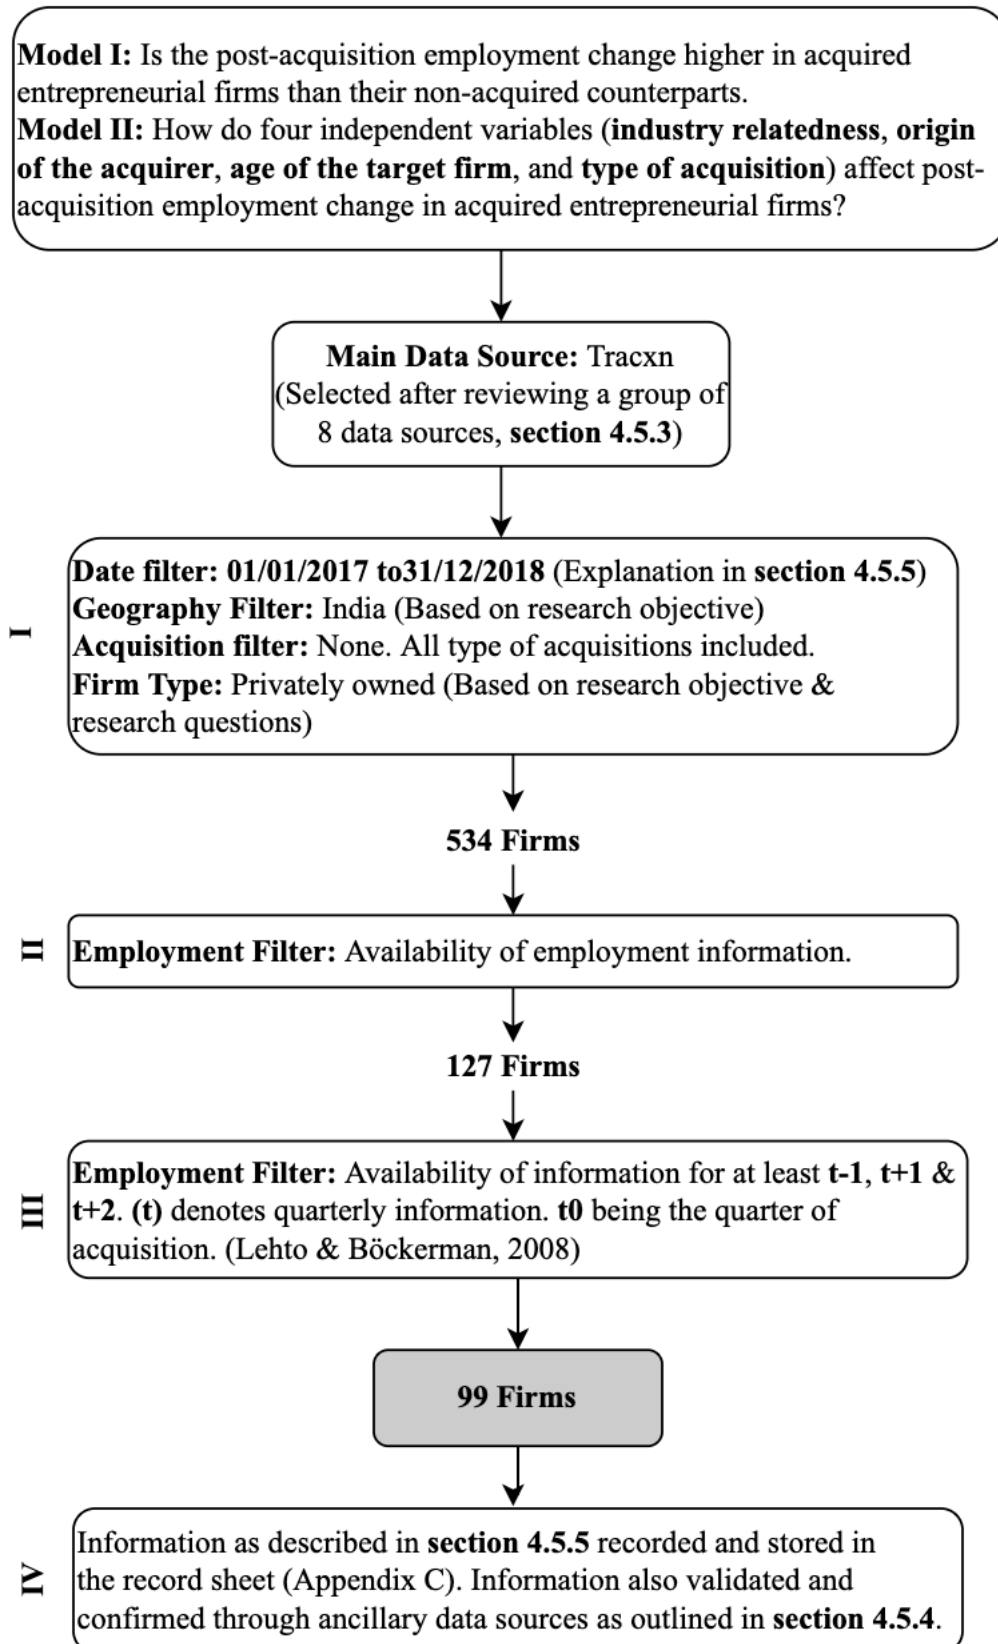 Model I: Is the post-acquisition employment change higher in acquired
entrepreneurial firms than their non-acquired counterparts.
Model II: How do four independent variables (industry relatedness, origin
of the acquirer, age of the target firm, and type of acquisition) affect post-
acquisition employment change in acquired entrepreneurial firms?
Main Data Source: Tracxn
(Selected after reviewing a group of
8 data sources, section 4.5.3)
I
Date filter: 01/01/2017 to31/12/2018 (Explanation in section 4.5.5)
Geography Filter: India (Based on research objective)
Acquisition filter: None. All type of acquisitions included.
Firm Type: Privately owned (Based on research objective &
research questions)
534 Firms
II
Employment Filter: Availability of employment information.
127 Firms
III
Employment Filter: Availability of information for at least t-1, t+1 &
t+2. (t) denotes quarterly information. t0 being the quarter of
acquisition. (Lehto & Böckerman, 2008)
99 Firms
IV
Information as described in section 4.5.5 recorded and stored in
the record sheet (Appendix C). Information also validated and
confirmed through ancillary data sources as outlined in section 4.5.4.